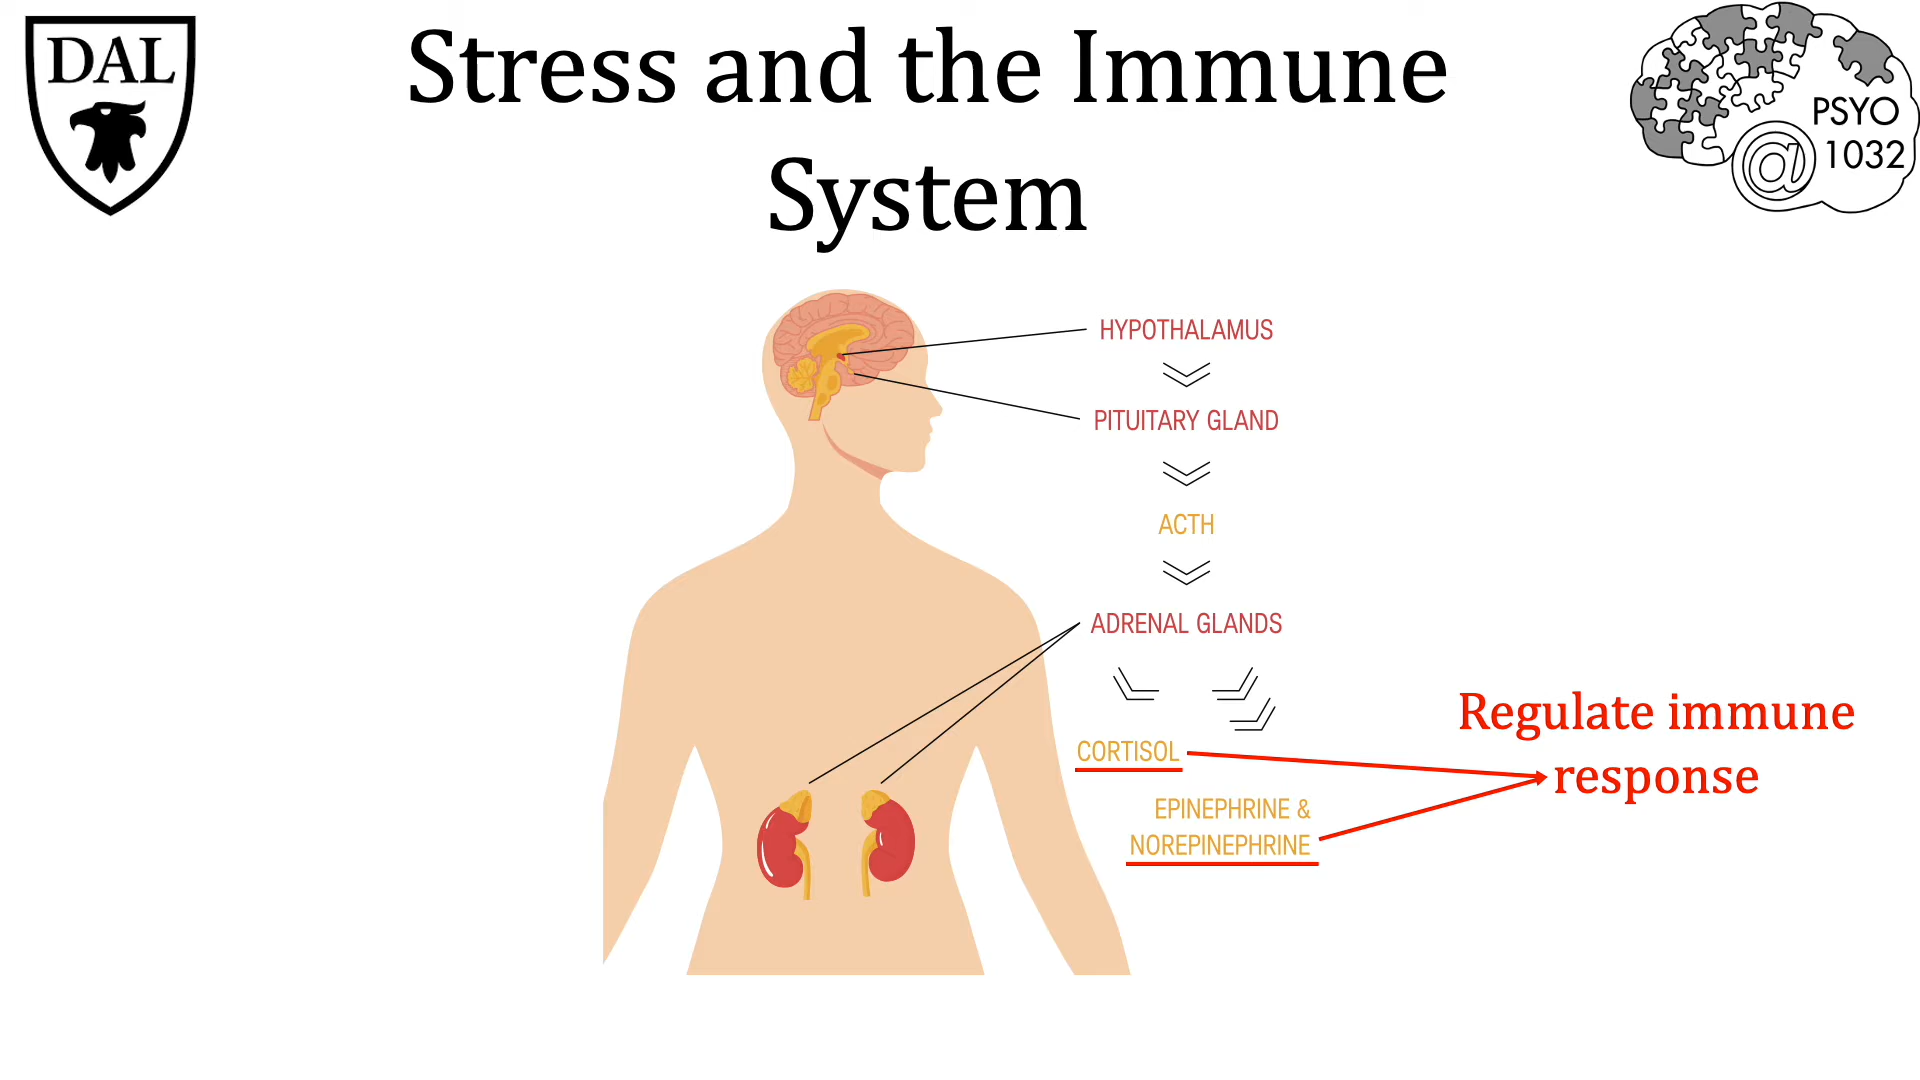 DAL
Stress and the Immune
System
PSYO
@ 1032
HYPOTHALAMUS
PITUITARY GLAND
ACTH
ADRENAL GLANDS
CORTISOL
EPINEPHRINE &
NOREPINEPHRINE
Regulate immune
response